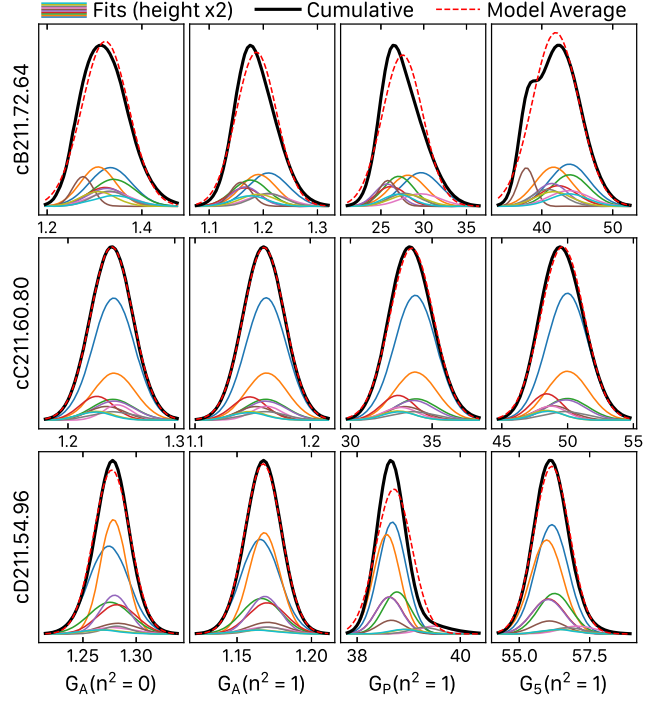 Fits (height x2) Cumulative Model Average
cB211.72.64
1.2 1.4 1.1 1.2 1.3 25 30 35 40 50
cC211.60.80
1.2 1.3 1.1 1.2 30 35 45 50 55
cD211.54.96
1.25 1.30 1.15 1.20 38 40 55.0 57.5
G_A(n² = 0) G_A(n² = 1) G_P(n² = 1) G_5(n² = 1)